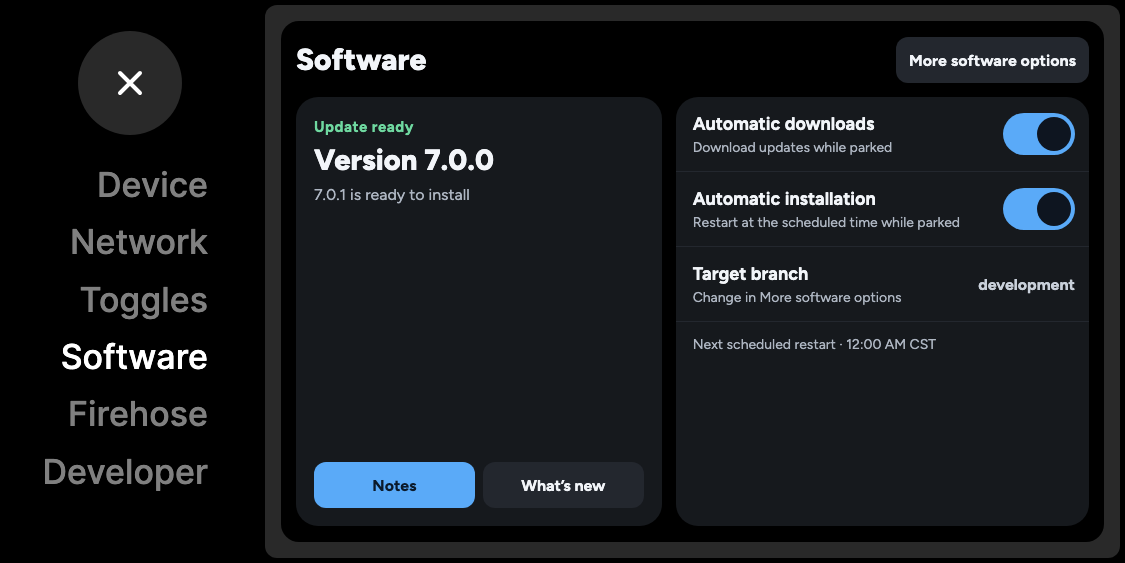 Device
Network
Toggles
Software
Firehose
Developer
Software
More software options
Update ready
Version 7.0.0
7.0.1 is ready to install
Notes
What's new
Automatic downloads
Download updates while parked
Automatic installation
Restart at the scheduled time while parked
Target branch
Change in More software options
development
Next scheduled restart · 12:00 AM CST